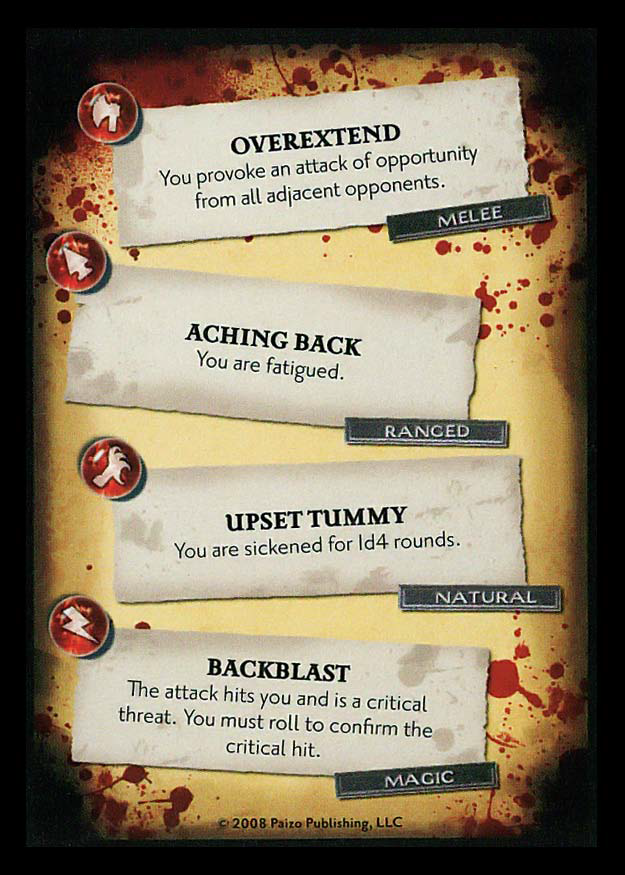 OVEREXTEND
You provoke an attack of opportunity
from all adjacent opponents.
MELEE
ACHING BACK
You are fatigued.
RANGED
UPSET TUMMY
You are sickened for 1d4 rounds.
NATURAL
BACKBLAST
The attack hits you and is a critical
threat. You must roll to confirm the
critical hit.
MAGIC
© 2008 Paizo Publishing, LLC